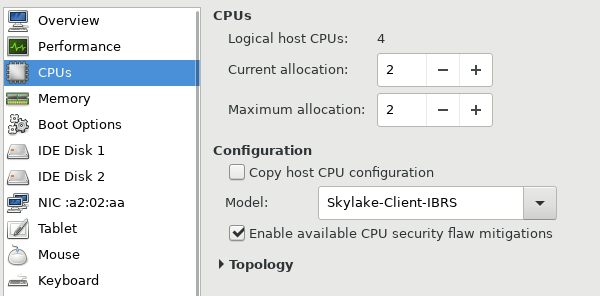 Overview
Performance
CPUs
Memory
Boot Options
IDE Disk 1
IDE Disk 2
NIC :a2:02:aa
Tablet
Mouse
Keyboard
CPUs
Logical host CPUs: 4
Current allocation: 2 − +
Maximum allocation: 2 − +
Configuration
Copy host CPU configuration
Model: Skylake-Client-IBRS
Enable available CPU security flaw mitigations
Topology